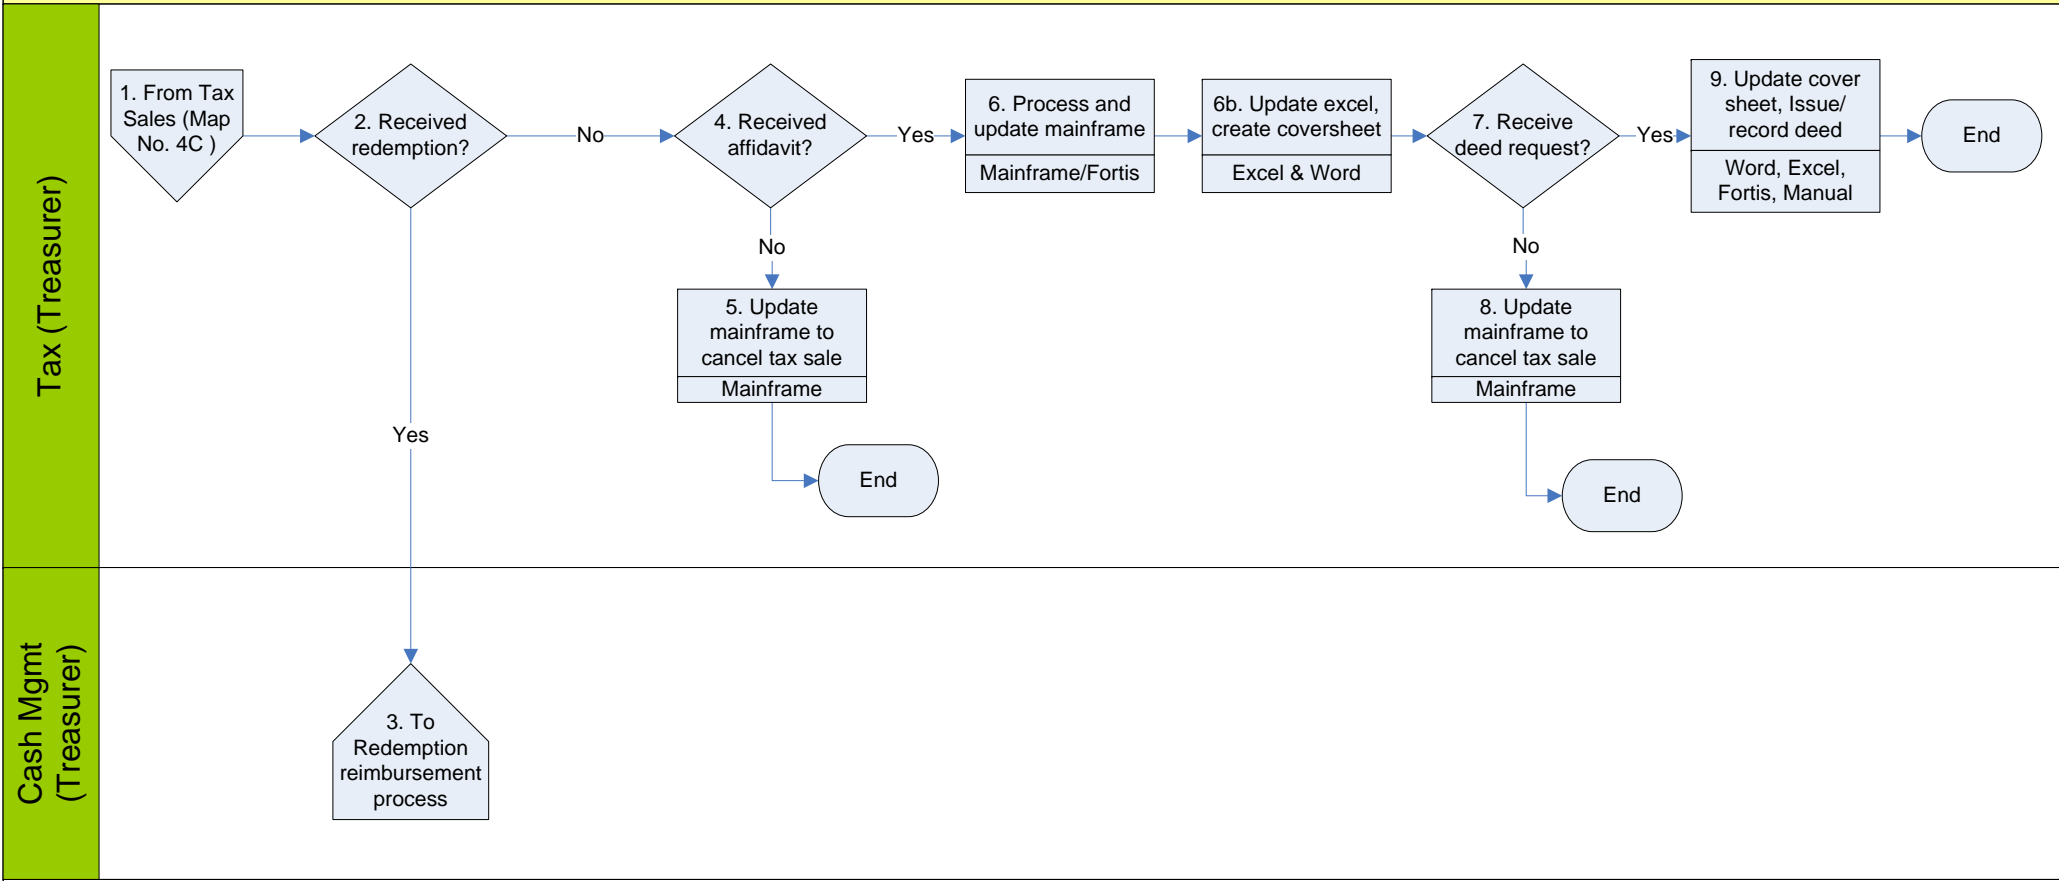 Tax (Treasurer)
1. From Tax
Sales (Map
No. 4C )
2. Received
redemption?
No
4. Received
affidavit?
Yes
6. Process and
update mainframe
Mainframe/Fortis
6b. Update excel,
create coversheet
Excel & Word
7. Receive
deed request?
Yes
9. Update cover
sheet, Issue/
record deed
Word, Excel,
Fortis, Manual
End
No
5. Update
mainframe to
cancel tax sale
Mainframe
End
No
8. Update
mainframe to
cancel tax sale
Mainframe
End
Yes
Cash Mgmt
(Treasurer)
3. To
Redemption
reimbursement
process